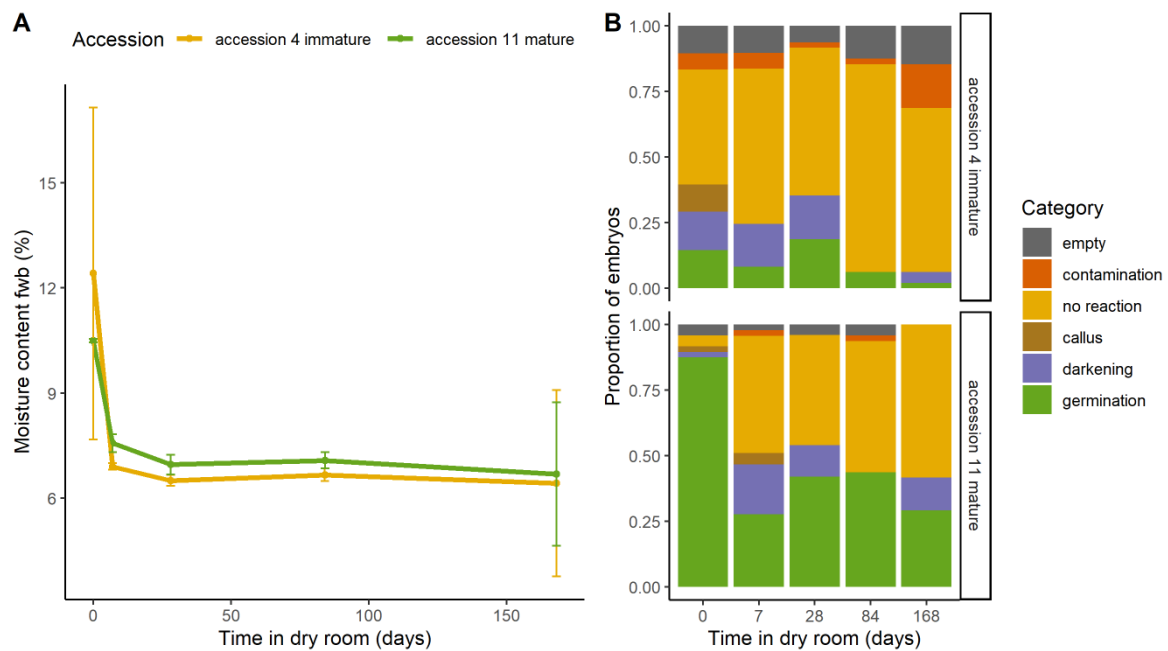 A
Accession
accession 4 immature
accession 11 mature
Moisture content fwb (%)
15
12
9
6
0
50
100
150
Time in dry room (days)
B
Proportion of embryos
1.00
0.75
0.50
0.25
0.00
accession 4 immature
1.00
0.75
0.50
0.25
0.00
accession 11 mature
0
7
28
84
168
Time in dry room (days)
Category
empty
contamination
no reaction
callus
darkening
germination